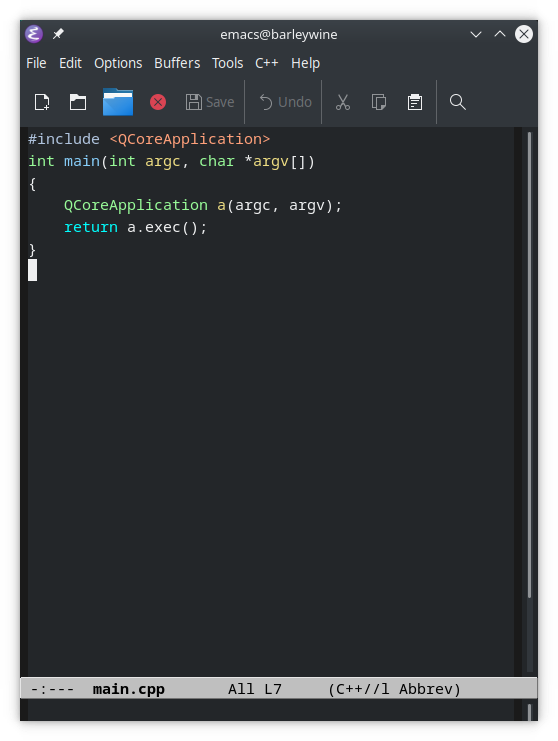 emacs@barleywine
File Edit Options Buffers Tools C++ Help
Save Undo
#include <QCoreApplication>
int main(int argc, char *argv[])
{
    QCoreApplication a(argc, argv);
    return a.exec();
}
-:---  main.cpp       All L7     (C++//l Abbrev)